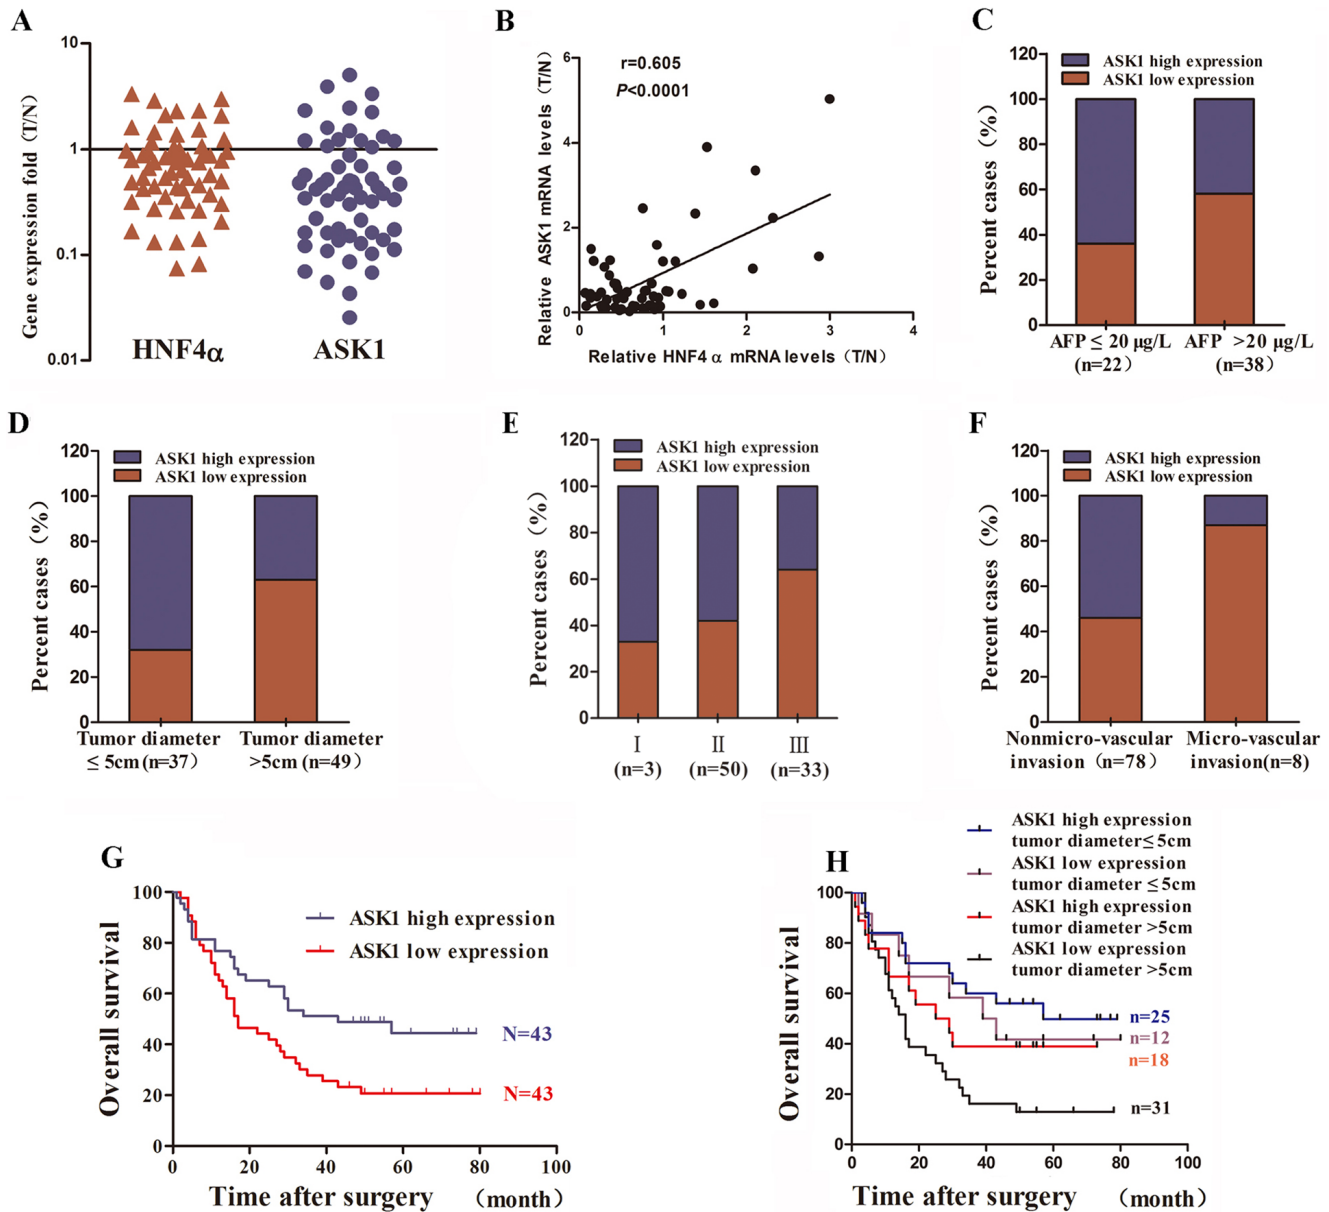 A
Gene expression fold (T/N)
10
1
0.1
0.01
HNF4α
ASK1
B
Relative ASK1 mRNA levels (T/N)
6
4
2
0
r=0.605
P<0.0001
0
1
2
3
4
Relative HNF4 α mRNA levels (T/N)
C
Percent cases (%)
120
100
80
60
40
20
0
ASK1 high expression
ASK1 low expression
AFP ≤ 20 μg/L
(n=22)
AFP >20 μg/L
(n=38)
D
Percent cases (%)
120
100
80
60
40
20
0
ASK1 high expression
ASK1 low expression
Tumor diameter
≤ 5cm (n=37)
Tumor diameter
>5cm (n=49)
E
Percent cases (%)
120
100
80
60
40
20
0
ASK1 high expression
ASK1 low expression
I
(n=3)
II
(n=50)
III
(n=33)
F
Percent cases (%)
120
100
80
60
40
20
0
ASK1 high expression
ASK1 low expression
Nonmicro-vascular
invasion (n=78)
Micro-vascular
invasion(n=8)
G
Overall survival
100
80
60
40
20
0
ASK1 high expression
ASK1 low expression
N=43
N=43
0
20
40
60
80
100
Time after surgery (month)
H
Overall survival
100
80
60
40
20
0
ASK1 high expression
tumor diameter≤ 5cm
ASK1 low expression
tumor diameter ≤5cm
ASK1 high expression
tumor diameter >5cm
ASK1 low expression
tumor diameter >5cm
n=25
n=12
n=18
n=31
0
20
40
60
80
100
Time after surgery (month)